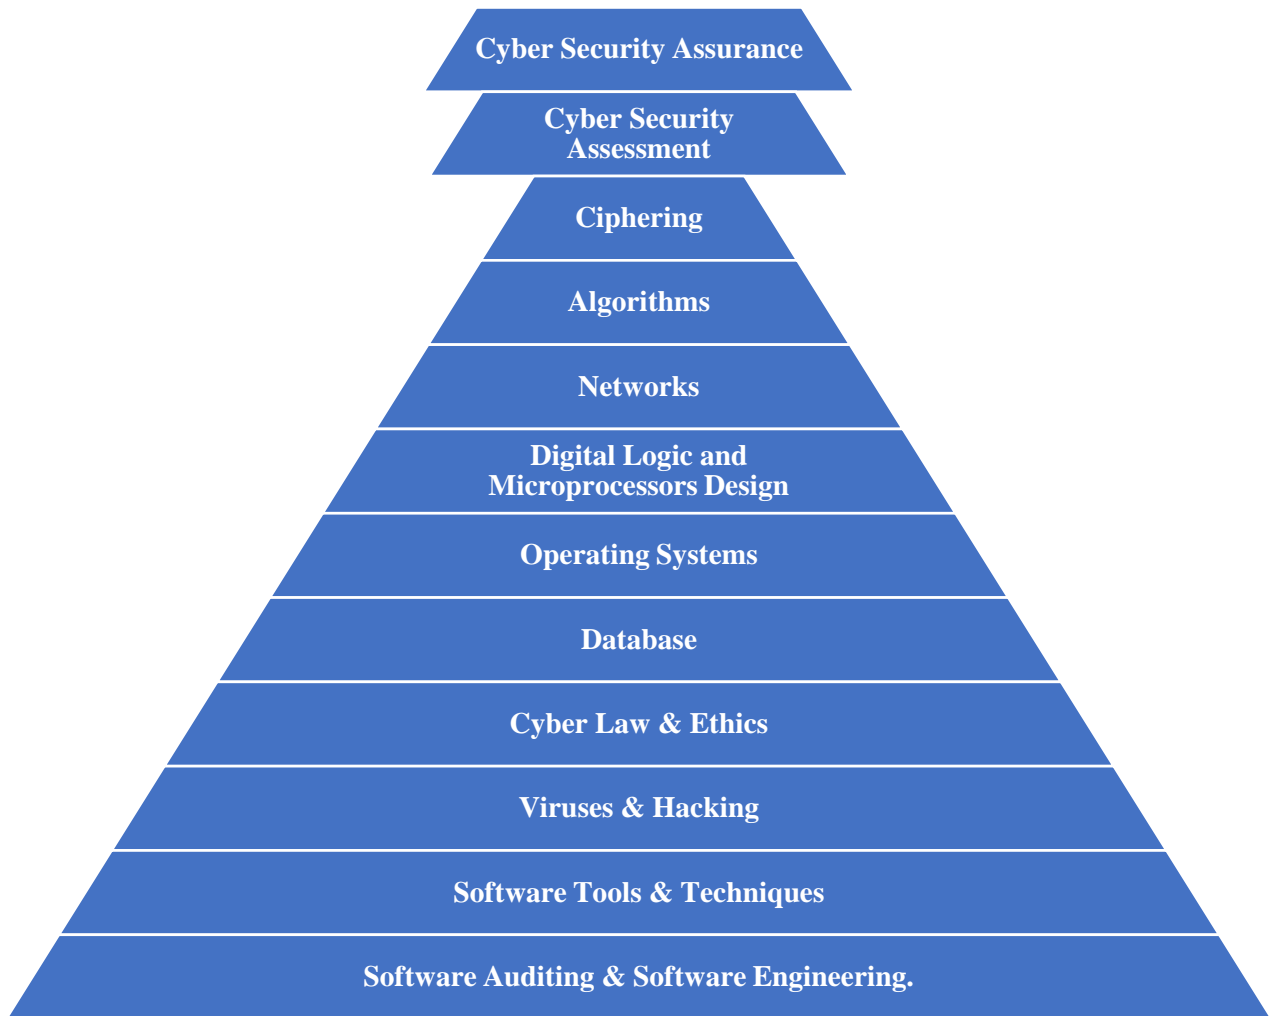 Cyber Security Assurance
Cyber Security
Assessment
Ciphering
Algorithms
Networks
Digital Logic and
Microprocessors Design
Operating Systems
Database
Cyber Law & Ethics
Viruses & Hacking
Software Tools & Techniques
Software Auditing & Software Engineering.